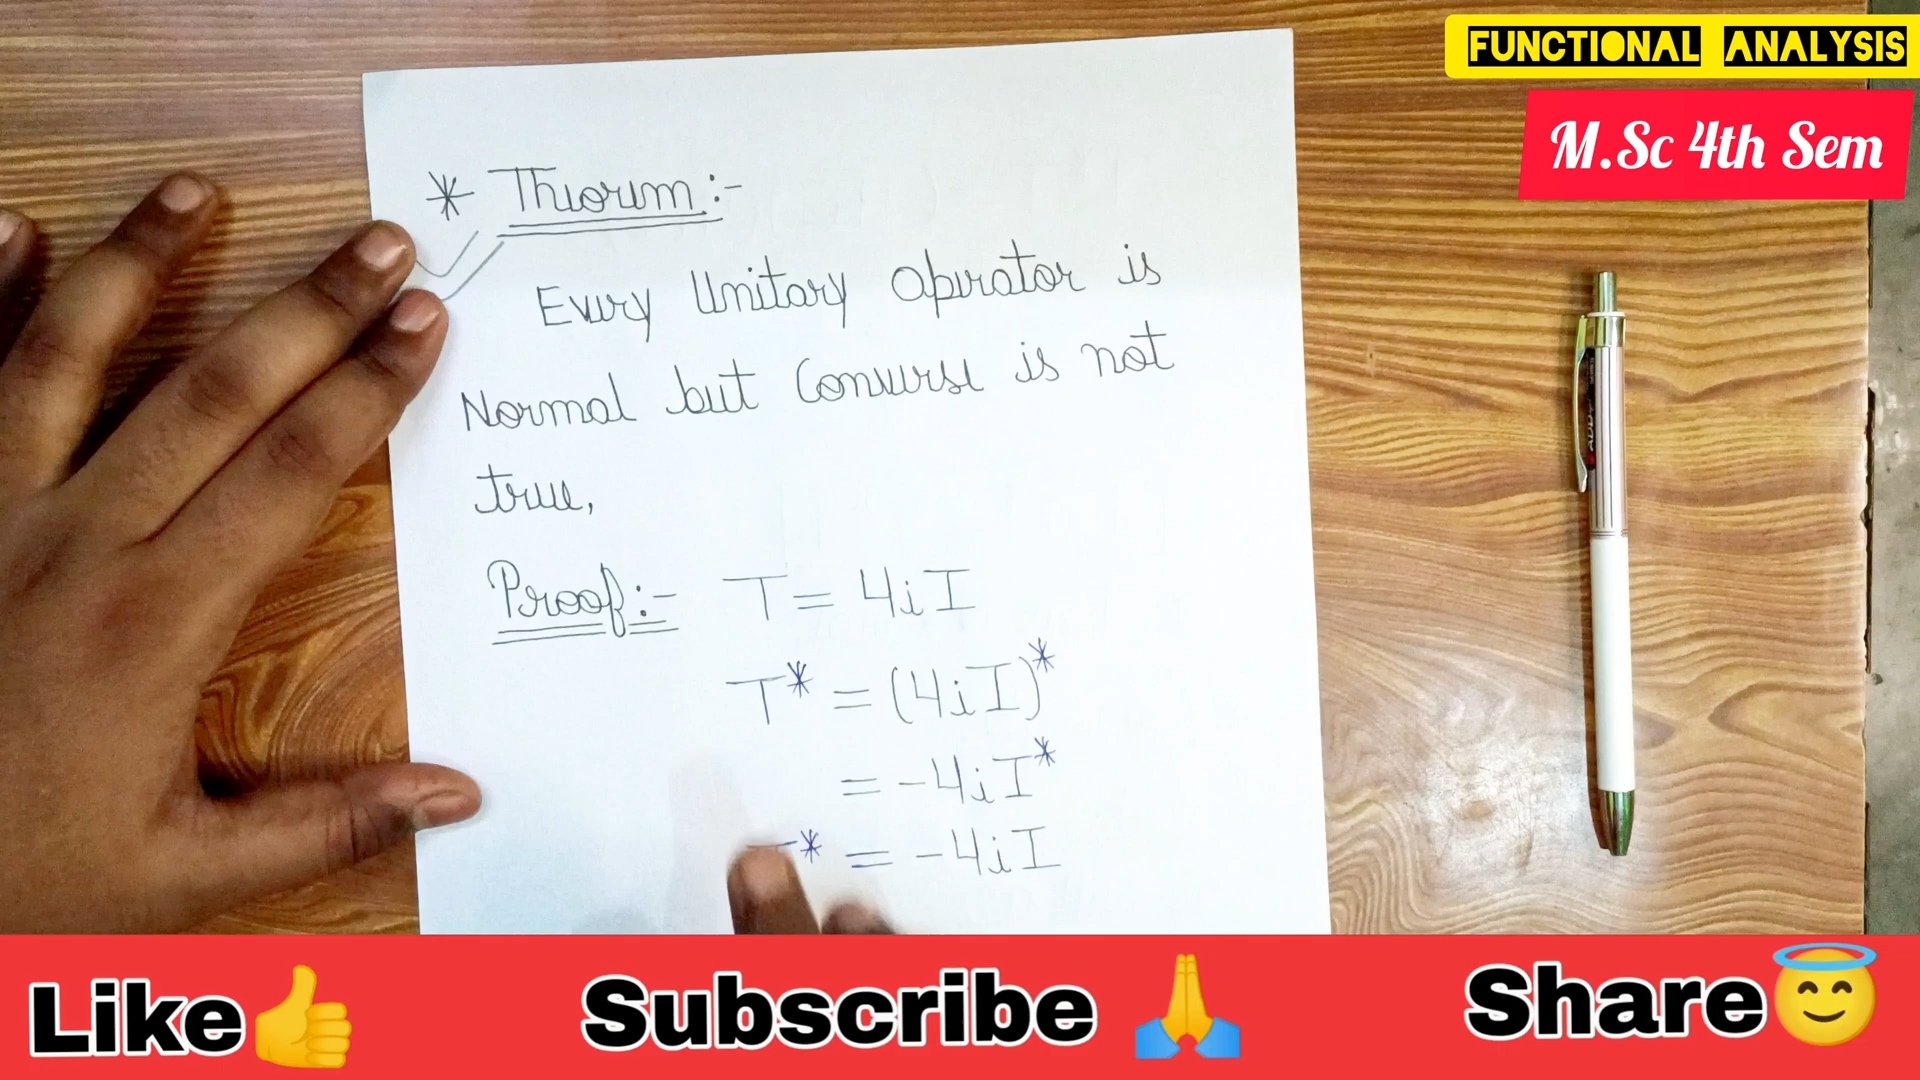 FUNCTIONAL ANALYSIS
M.Sc 4th Sem
* Theorem :-
Every Unitary Operator is
Normal but Converse is not
true,
Proof :- T = 4iI
T* = (4iI)*
= -4iI*
T* = -4iI
Like👍 Subscribe 🙏 Share😇